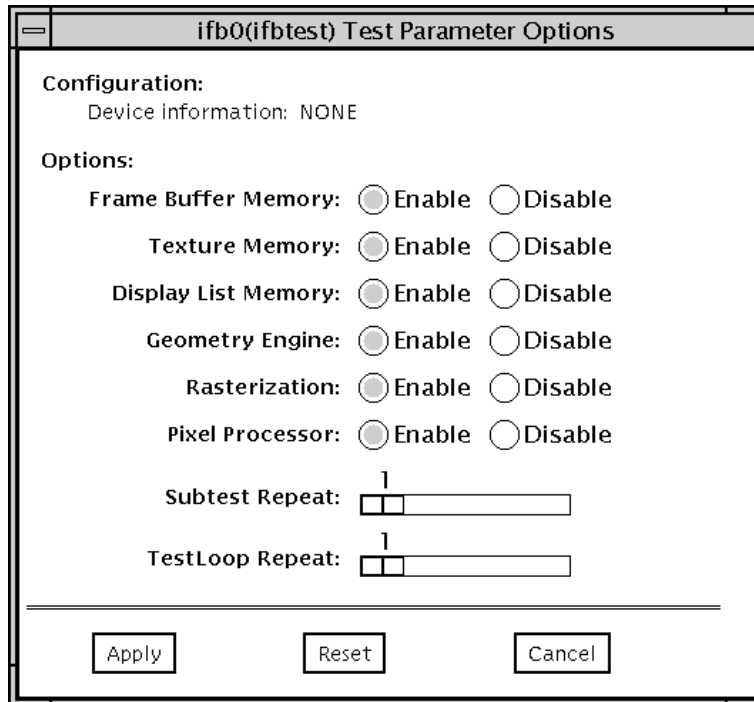 ifb0(ifbtest) Test Parameter Options
Configuration:
Device information: NONE
Options:
Frame Buffer Memory: Enable Disable
Texture Memory: Enable Disable
Display List Memory: Enable Disable
Geometry Engine: Enable Disable
Rasterization: Enable Disable
Pixel Processor: Enable Disable
1
Subtest Repeat:
1
TestLoop Repeat:
Apply Reset Cancel